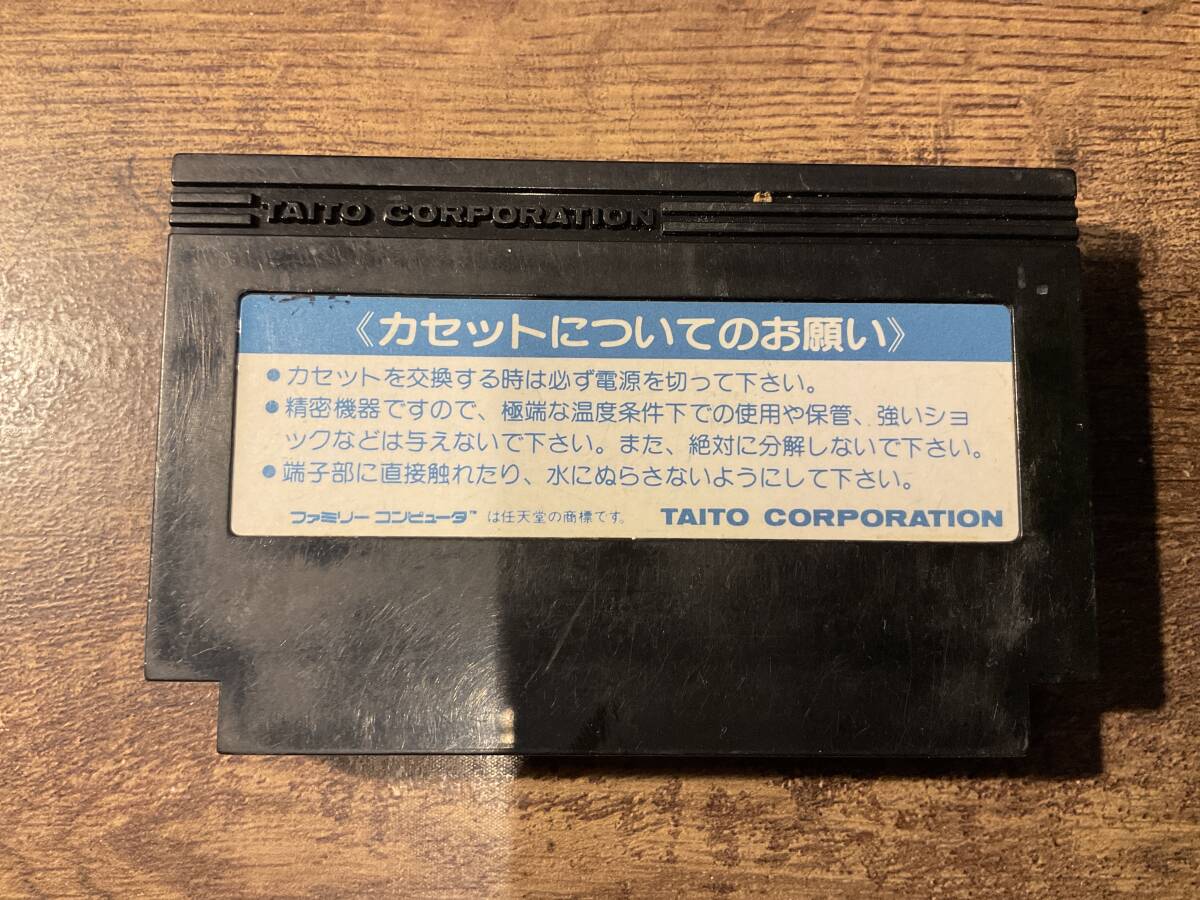 TAITO CORPORATION
《カセットについてのお願い》
●カセットを交換する時は必ず電源を切って下さい。
●精密機器ですので、極端な温度条件下での使用や保管、強いショ
ックなどは与えないで下さい。また、絶対に分解しないで下さい。
●端子部に直接触れたり、水にぬらさないようにして下さい。
ファミリーコンピュータ™ は任天堂の商標です。 TAITO CORPORATION